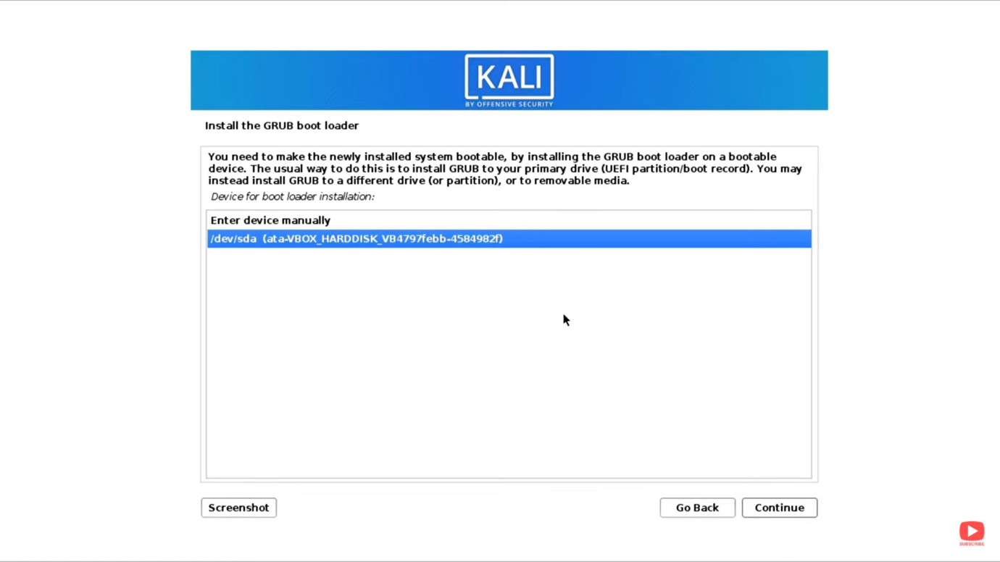 KALI
BY OFFENSIVE SECURITY
Install the GRUB boot loader
You need to make the newly installed system bootable, by installing the GRUB boot loader on a bootable
device. The usual way to do this is to install GRUB to your primary drive (UEFI partition/boot record). You may
instead install GRUB to a different drive (or partition), or to removable media.
Device for boot loader installation:
Enter device manually
/dev/sda (ata-VBOX_HARDDISK_VB4797febb-4584982f)
Screenshot
Go Back
Continue
SUBSCRIBE